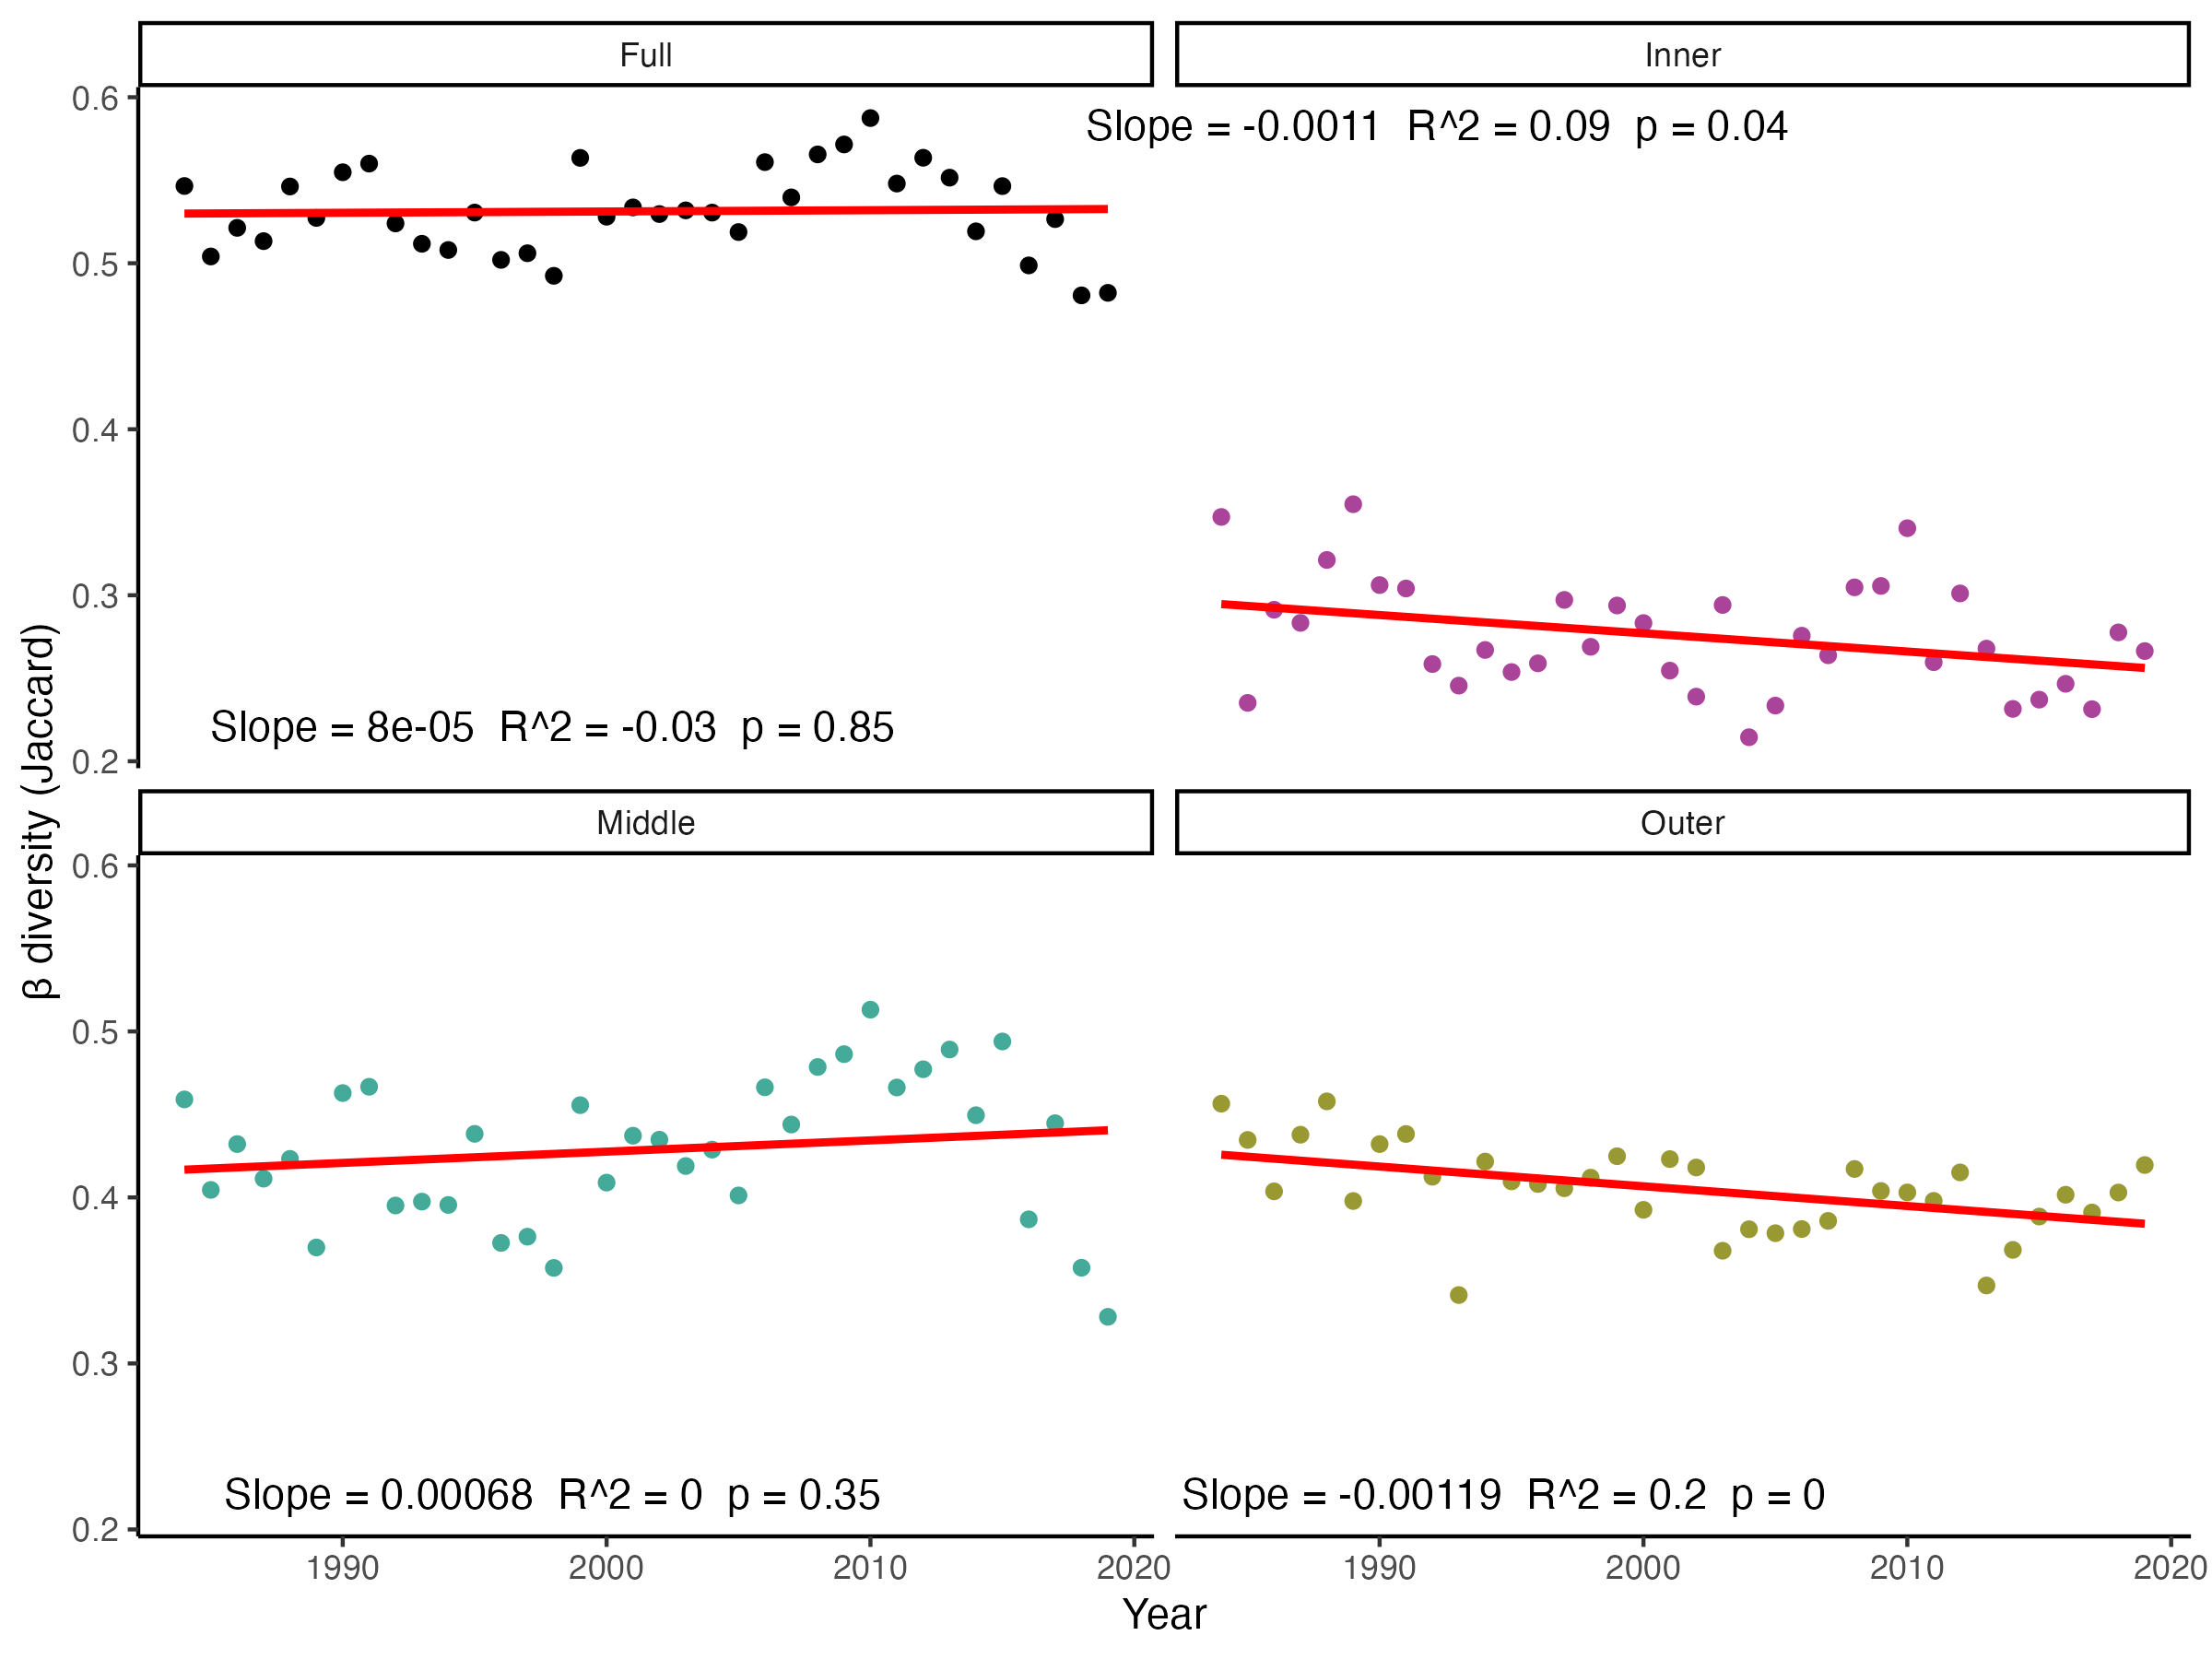 Full
Inner
0.6
0.5
0.4
0.3
0.2
Slope = -0.0011  R^2 = 0.09  p = 0.04
Slope = 8e-05  R^2 = -0.03  p = 0.85
β diversity (Jaccard)
Middle
Outer
0.6
0.5
0.4
0.3
0.2
Slope = 0.00068  R^2 = 0  p = 0.35
Slope = -0.00119  R^2 = 0.2  p = 0
1990 2000 2010 2020 1990 2000 2010 2020
Year